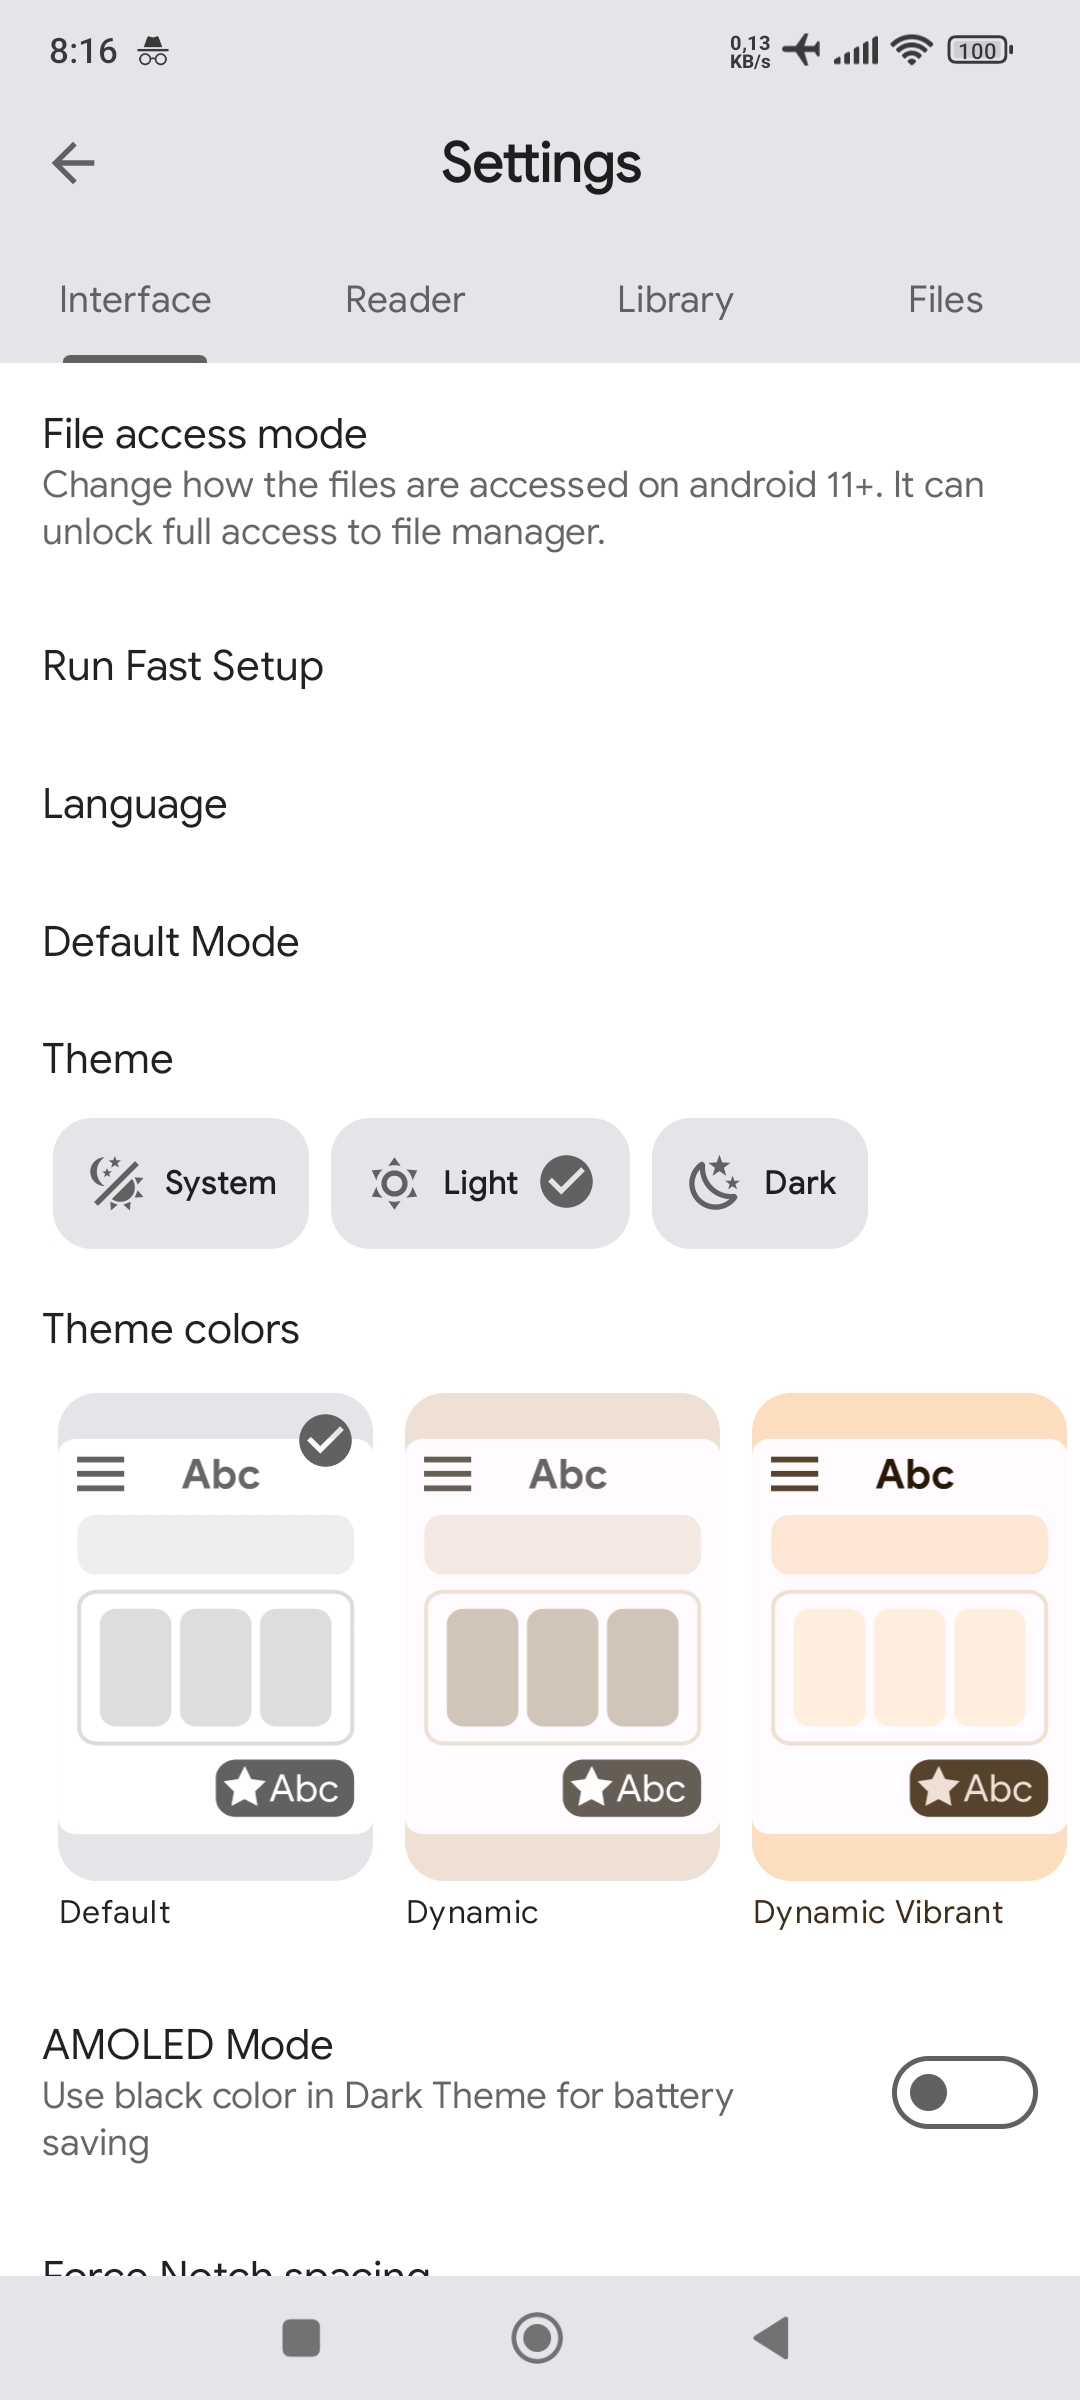 8:16
0,13
KB/s
100
Settings
Interface Reader Library Files
File access mode
Change how the files are accessed on android 11+. It can
unlock full access to file manager.
Run Fast Setup
Language
Default Mode
Theme
System Light Dark
Theme colors
Abc Abc Abc
Abc Abc Abc
Default Dynamic Dynamic Vibrant
AMOLED Mode
Use black color in Dark Theme for battery
saving
Force Notch spacing